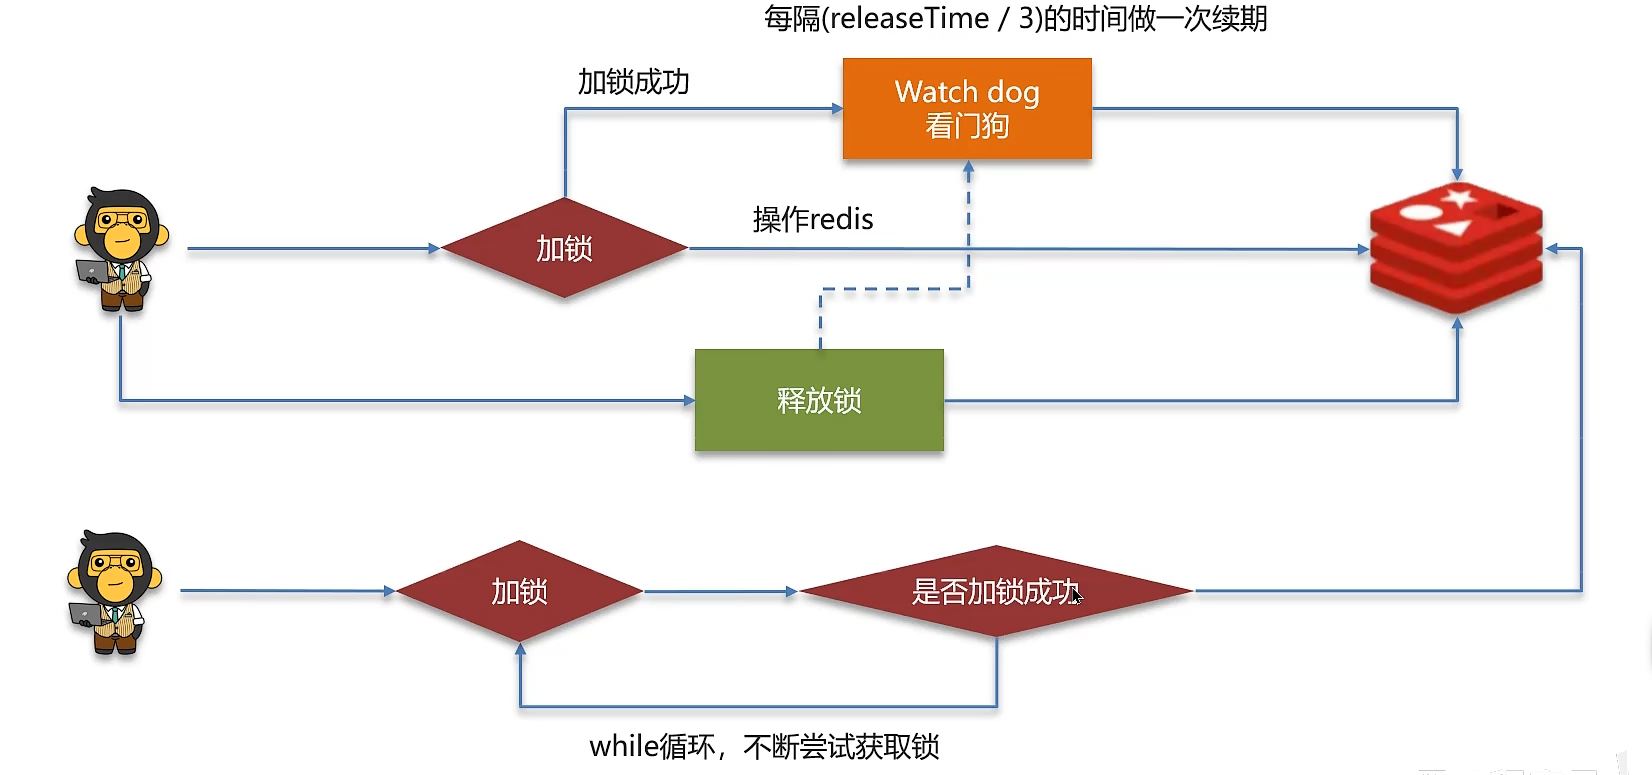 每隔(releaseTime / 3)的时间做一次续期
加锁成功
Watch dog
看门狗
操作redis
加锁
释放锁
加锁
是否加锁成功
while循环，不断尝试获取锁